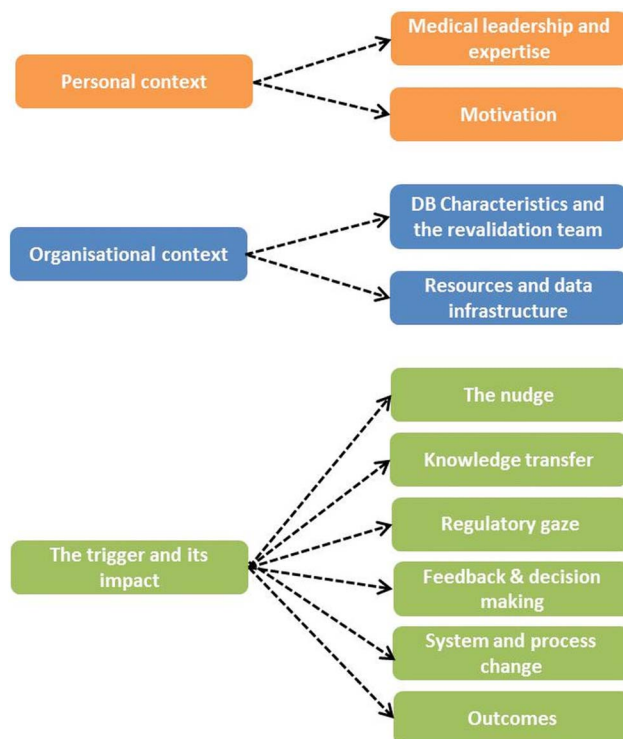 Personal context
Medical leadership and
expertise
Motivation
Organisational context
DB Characteristics and
the revalidation team
Resources and data
infrastructure
The trigger and its
impact
The nudge
Knowledge transfer
Regulatory gaze
Feedback & decision
making
System and process
change
Outcomes